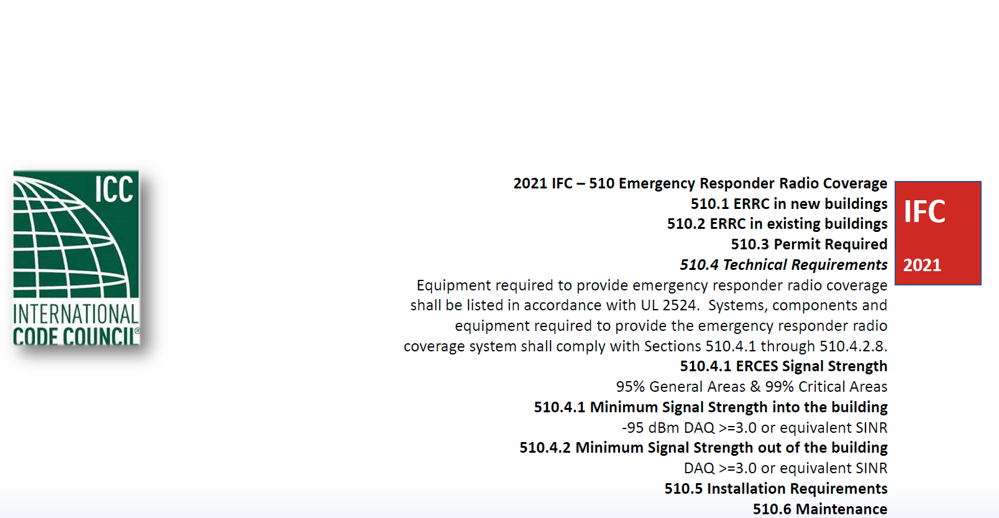 ICC
INTERNATIONAL
CODE COUNCIL®
2021 IFC – 510 Emergency Responder Radio Coverage
510.1 ERRC in new buildings
510.2 ERRC in existing buildings
510.3 Permit Required
510.4 Technical Requirements
Equipment required to provide emergency responder radio coverage
shall be listed in accordance with UL 2524.  Systems, components and
equipment required to provide the emergency responder radio
coverage system shall comply with Sections 510.4.1 through 510.4.2.8.
510.4.1 ERCES Signal Strength
95% General Areas & 99% Critical Areas
510.4.1 Minimum Signal Strength into the building
-95 dBm DAQ >=3.0 or equivalent SINR
510.4.2 Minimum Signal Strength out of the building
DAQ >=3.0 or equivalent SINR
510.5 Installation Requirements
510.6 Maintenance
IFC
2021